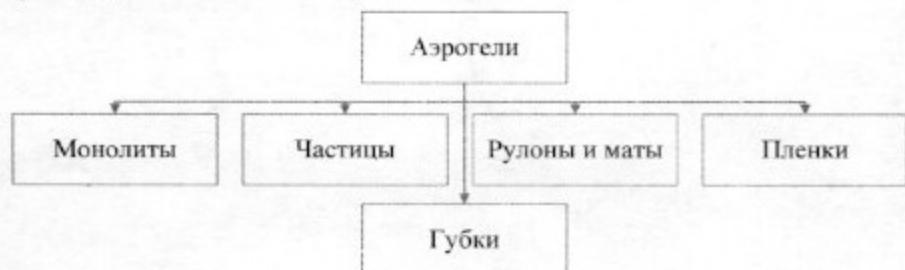 Аэрогели
Монолиты
Частицы
Рулоны и маты
Пленки
Губки